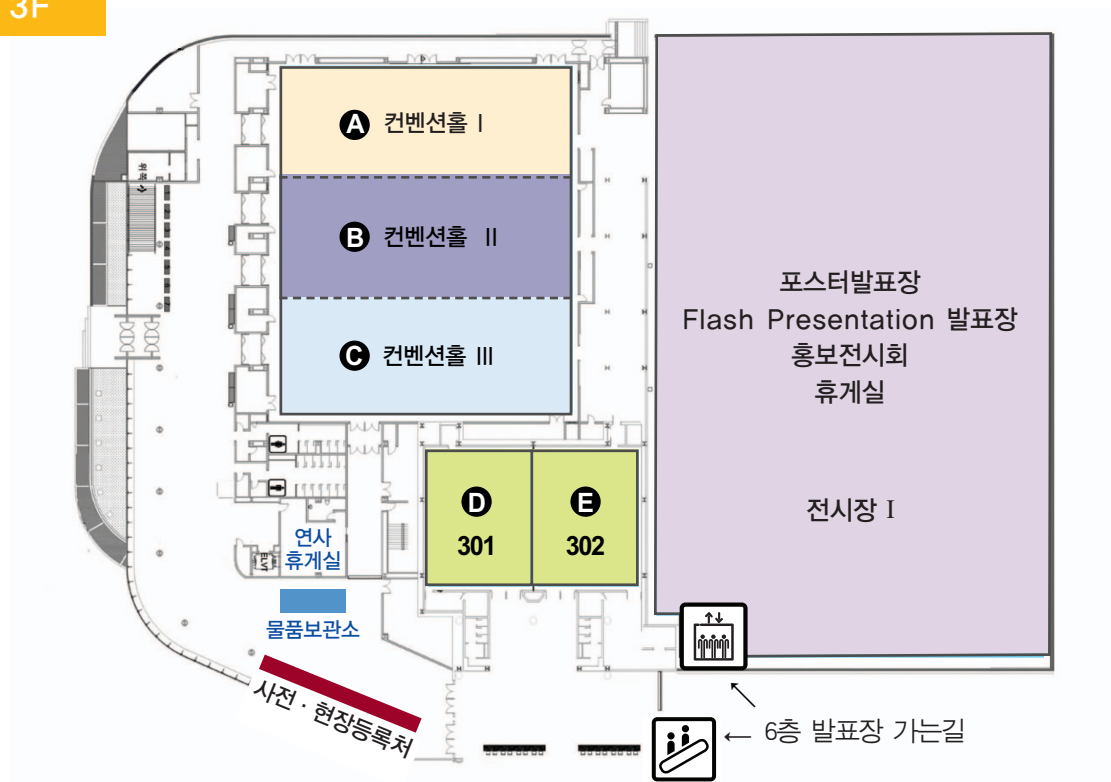 3F
A 컨벤션홀 I
B 컨벤션홀 II
C 컨벤션홀 III
위쪽
포스터발표장
Flash Presentation 발표장
홍보전시회
휴게실
전시장 I
D
301
E
302
연사
휴게실
ELVT
물품보관소
사전 · 현장등록처
← 6층 발표장 가는길